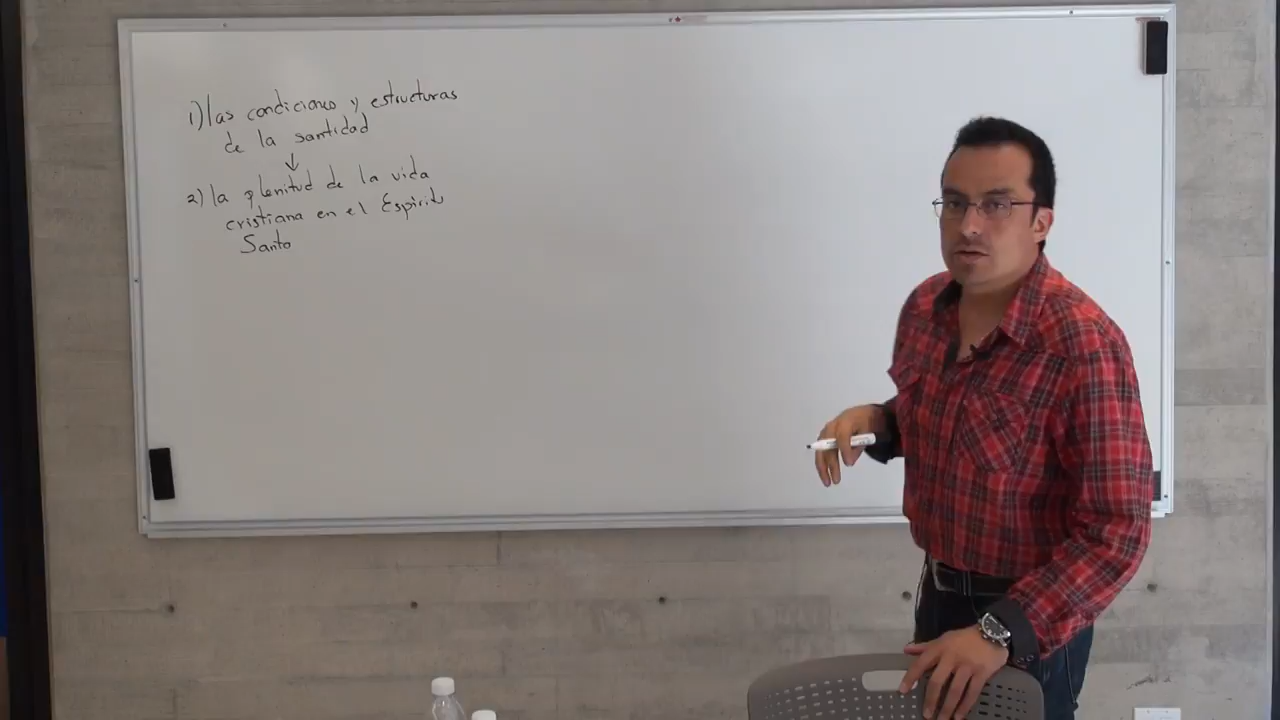 1) las condiciones y estructuras
de la santidad
↓
2) la plenitud de la vida
cristiana en el Espíritu
Santo